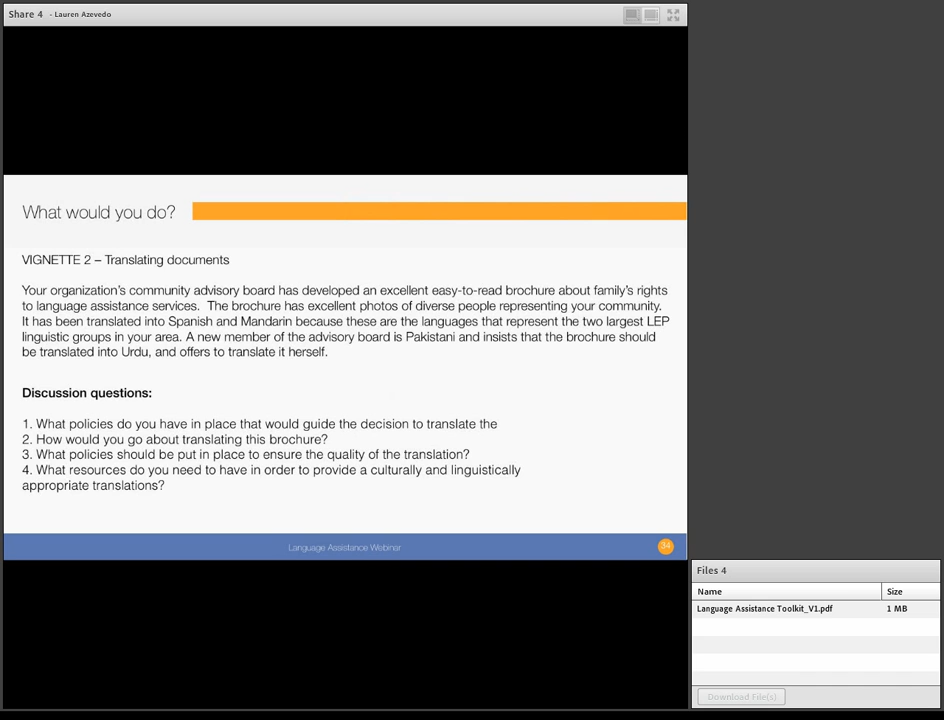 Share 4 - Lauren Azevedo
What would you do?
VIGNETTE 2 – Translating documents
Your organization's community advisory board has developed an excellent easy-to-read brochure about family's rights
to language assistance services. The brochure has excellent photos of diverse people representing your community.
It has been translated into Spanish and Mandarin because these are the languages that represent the two largest LEP
linguistic groups in your area. A new member of the advisory board is Pakistani and insists that the brochure should
be translated into Urdu, and offers to translate it herself.
Discussion questions:
1. What policies do you have in place that would guide the decision to translate the
2. How would you go about translating this brochure?
3. What policies should be put in place to ensure the quality of the translation?
4. What resources do you need to have in order to provide a culturally and linguistically
appropriate translations?
Language Assistance Webinar
34
Files 4
Name Size
Language Assistance Toolkit_V1.pdf 1 MB
Download File(s)